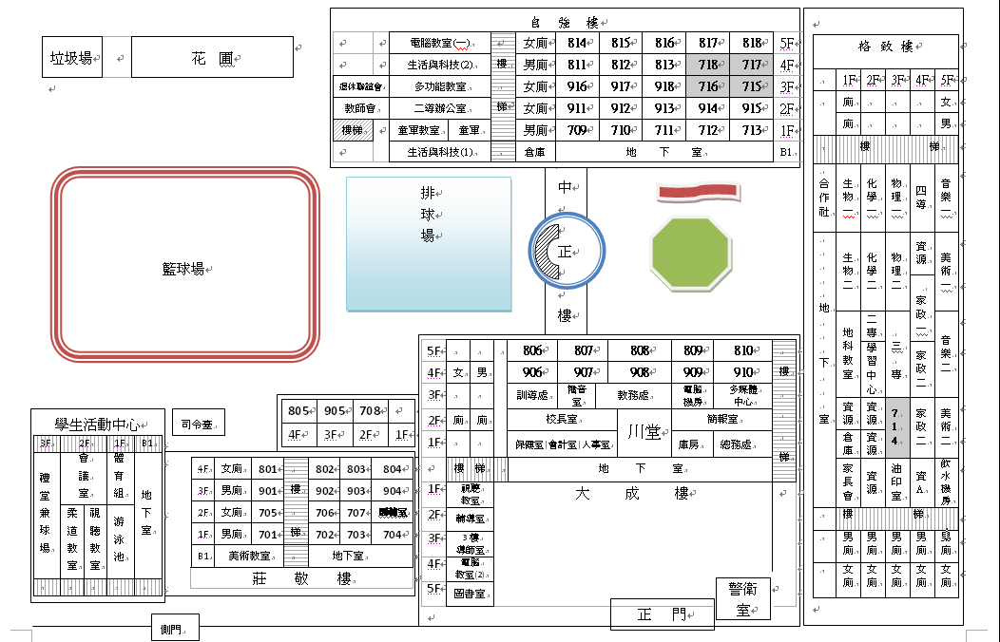 垃圾場
花 圃
自 強 樓
電腦教室(一) 樓 女廁 814 815 816 817 818 5F
生活與科技(2) 男廁 811 812 813 718 717 4F
退休聯誼會 多功能教室 女廁 916 917 918 716 715 3F
教師會 二導辦公室 梯 女廁 911 912 913 914 915 2F
樓梯 童軍教室 童軍 男廁 709 710 711 712 713 1F
生活與科技(1) 倉庫 地 下 室 B1
格 致 樓
1F 2F 3F 4F 5F
廁 女
廁 男
樓 梯
合作社 生物一 化學一 物理一 四導 音樂一
生物二 化學二 物理二 資源 美術一
家政一
地下室
地科教室 二專學習中心 三專 家政二 音樂二
資源 資源 714 家政二 美術二
倉庫 資源
家長會 資源 油印室 資A 飲水機房
樓 梯
男廁 男廁 男廁 男廁 男廁
女廁 女廁 女廁 女廁 女廁
籃球場
排球場
中正樓
5F 806 807 808 809 810
4F 女 男 906 907 908 909 910 樓
3F 訓導處 播音室 教務處 電腦機房 多媒體中心
2F 廁 廁 校長室 川堂 簡報室
1F 保健室 會計室 人事室 庫房 總務處 梯
樓 梯 地 下 室
大 成 樓
1F 視聽教室
2F 輔導室
3F 3樓導師室
4F 電腦教室(2)
5F 圖書室
805 905 708
4F 3F 2F 1F
司令臺
學生活動中心
3F 2F 1F B1
禮堂兼球場 會議室 體育組 地下室
柔道教室 視聽教室 游泳池
4F 女廁 801 802 803 804
3F 男廁 901 樓 902 903 904
2F 女廁 705 706 707
1F 男廁 701 梯 702 703 704
B1 美術教室 地下室
莊 敬 樓
警衛室
正 門
側門